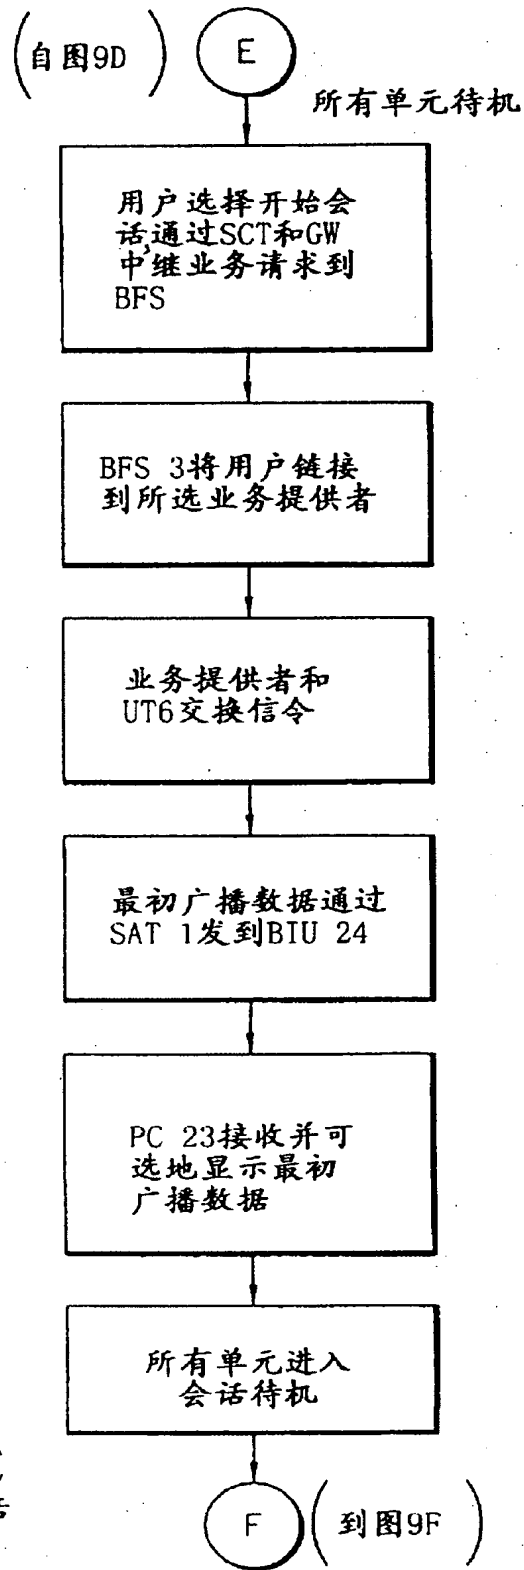 (自图9D)
E
所有单元待机
用户选择开始会
话,通过SCT和GW
中继业务请求到
BFS
BFS 3将用户链接
到所选业务提供者
业务提供者和
UT6交换信令
最初广播数据通过
SAT 1发到BIU 24
PC 23接收并可
选地显示最初
广播数据
所有单元进入
会话待机
F
(到图9F)